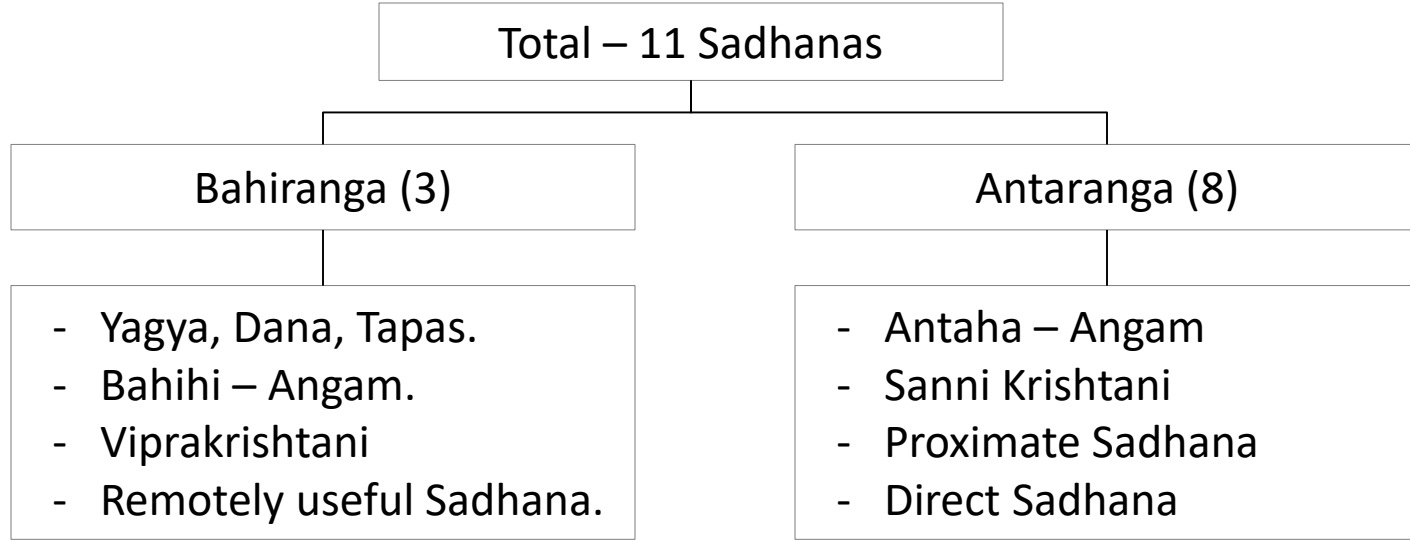 Total – 11 Sadhanas
Bahiranga (3)
Antaranga (8)
- Yagya, Dana, Tapas.
- Bahihi – Angam.
- Viprakrishtani
- Remotely useful Sadhana.
- Antaha – Angam
- Sanni Krishtani
- Proximate Sadhana
- Direct Sadhana